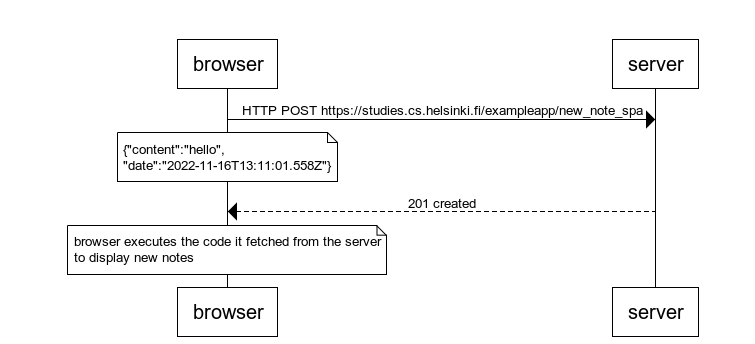 browser
server
HTTP POST https://studies.cs.helsinki.fi/exampleapp/new_note_spa
{"content":"hello",
"date":"2022-11-16T13:11:01.558Z"}
201 created
browser executes the code it fetched from the server
to display new notes
browser
server